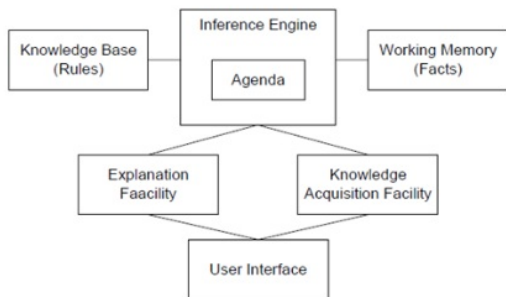 Inference Engine
Knowledge Base
(Rules)
Agenda
Working Memory
(Facts)
Explanation
Faacility
Knowledge
Acquisition Facility
User Interface